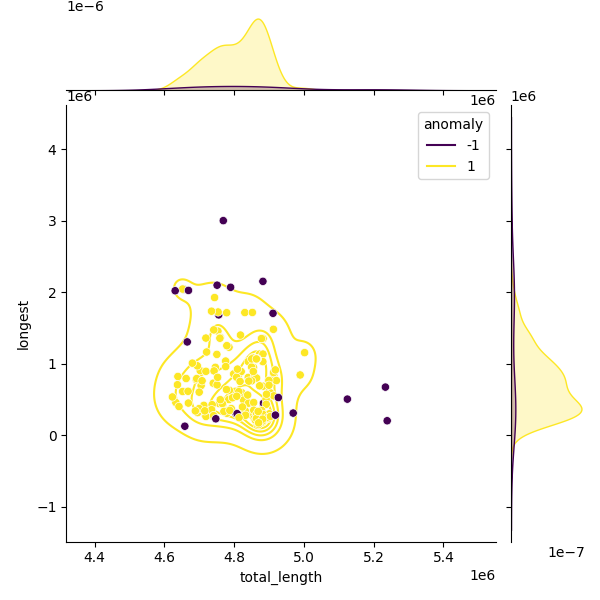 1e−6
1e6
1e6
1e6
anomaly
-1
1
4
3
2
1
0
−1
longest
4.4
4.6
4.8
5.0
5.2
5.4
1e−7
total_length
1e6